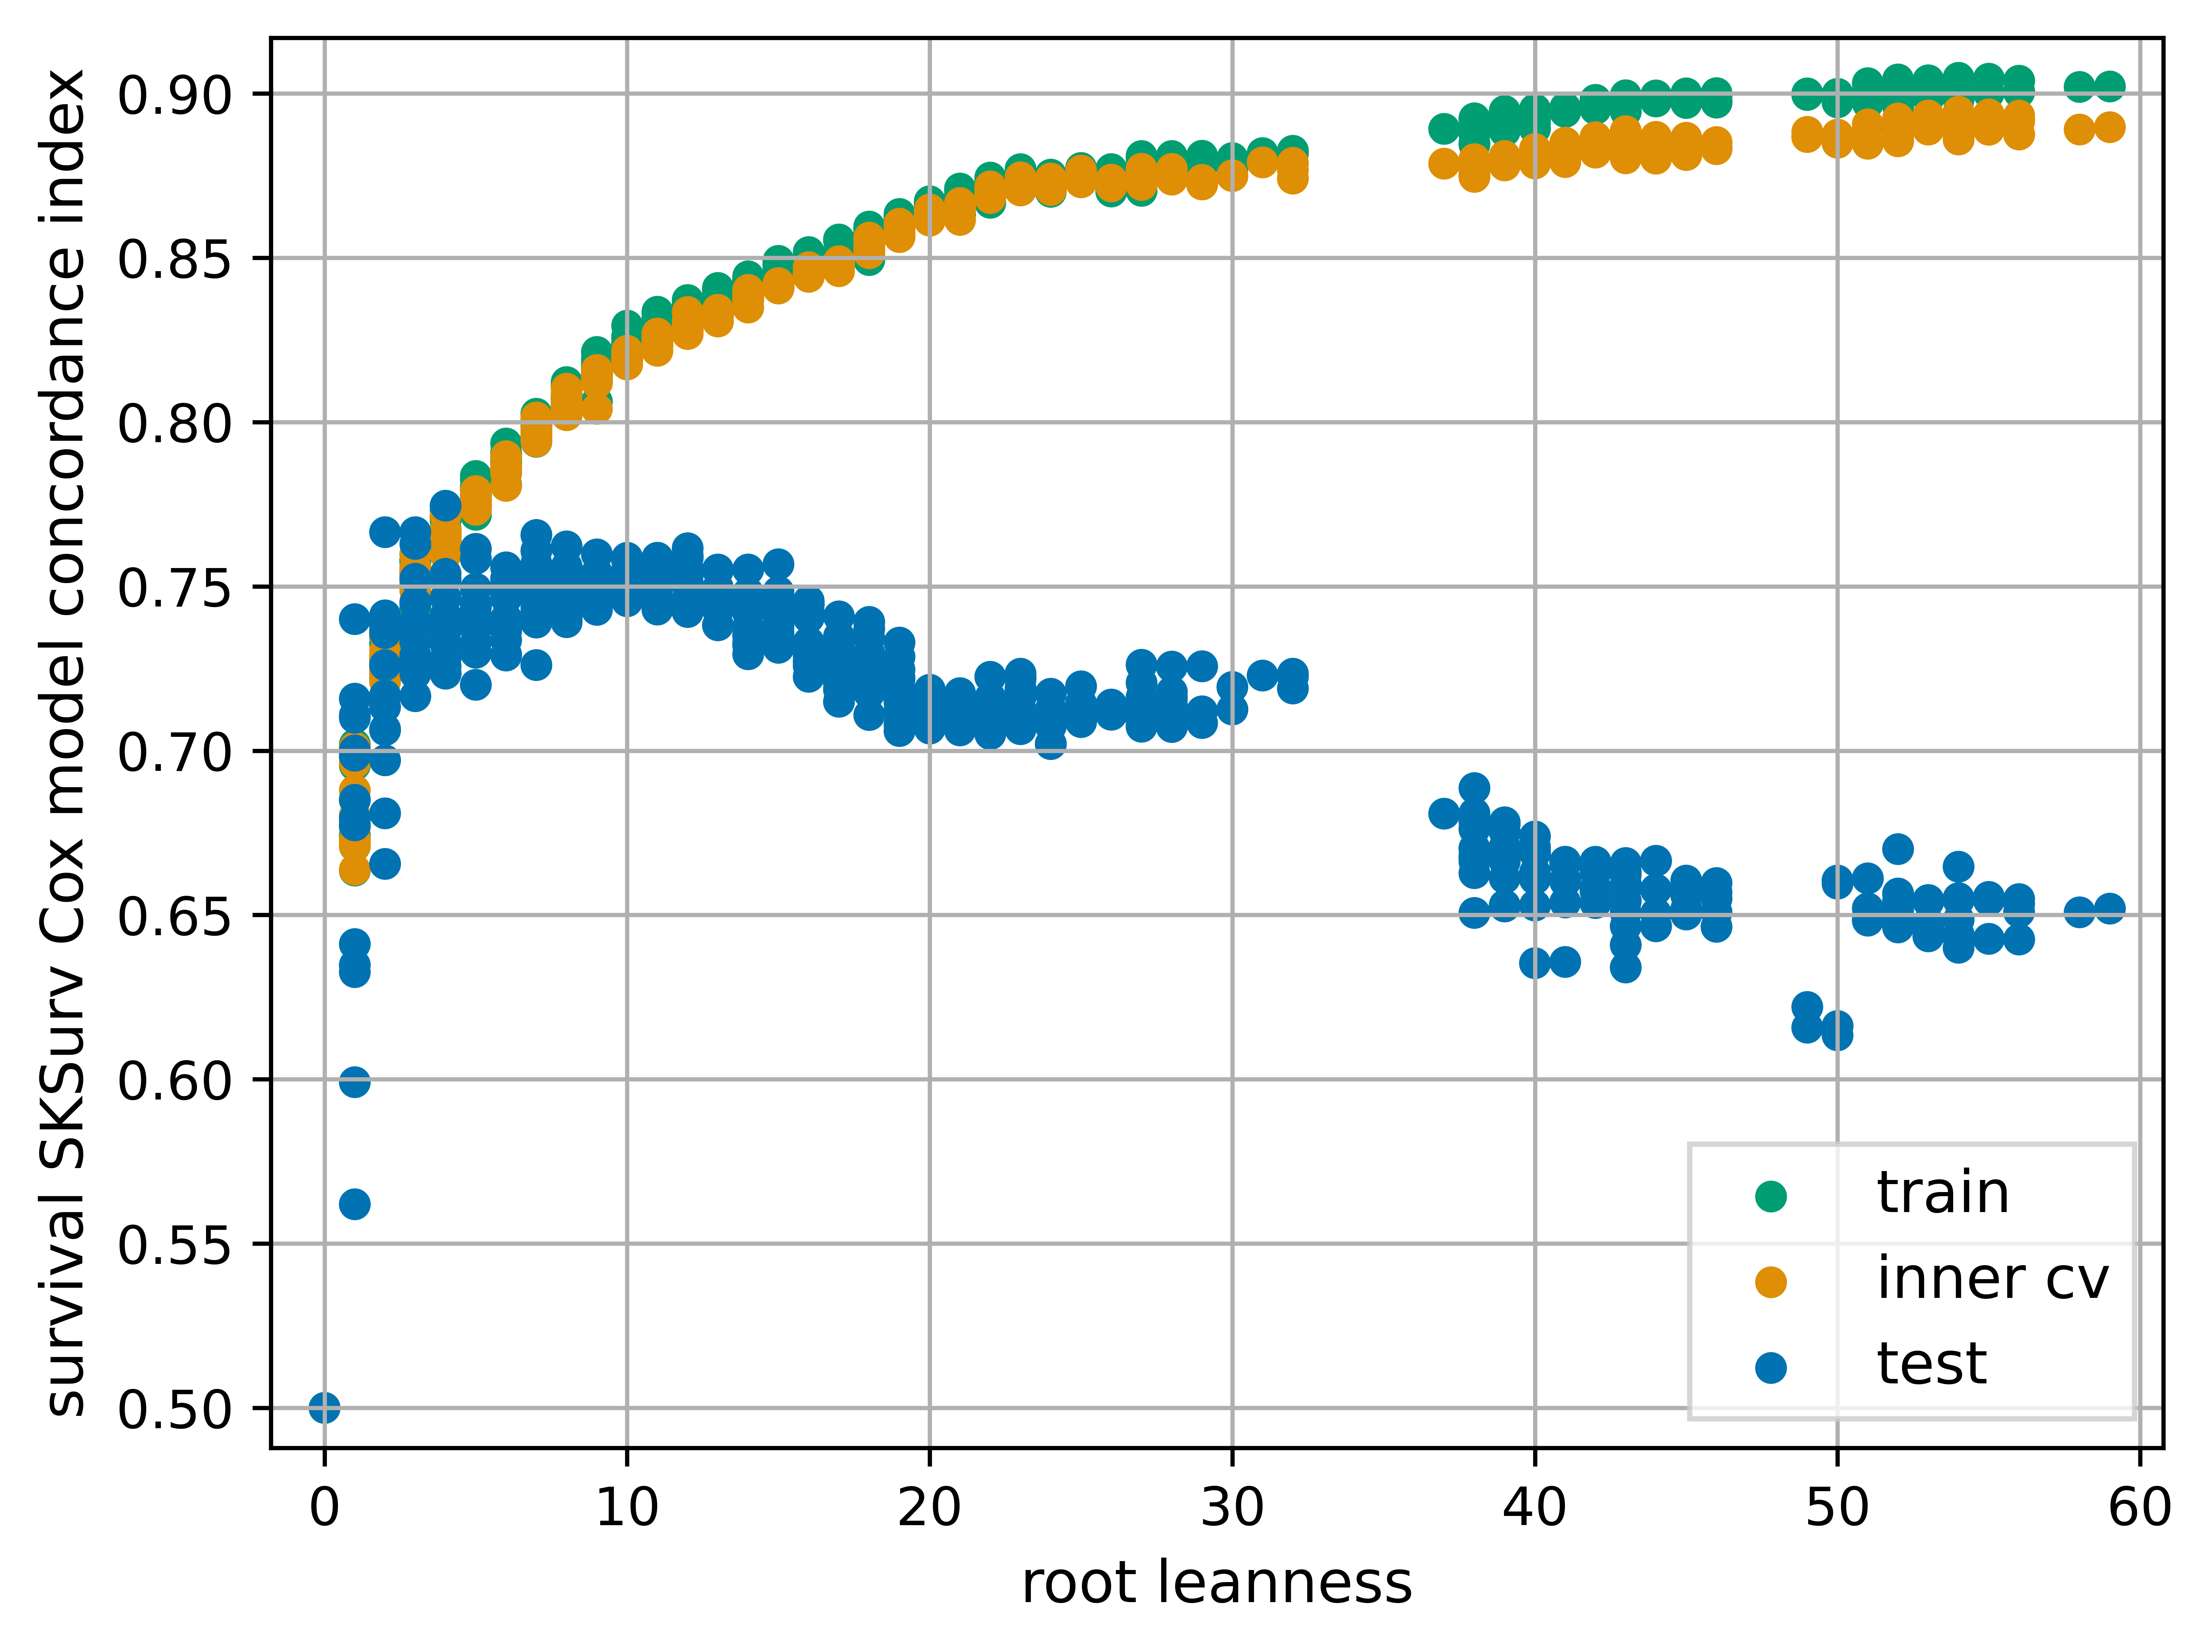 survival SKSurv Cox model concordance index
0.90
0.85
0.80
0.75
0.70
0.65
0.60
0.55
0.50
train
inner cv
test
0 10 20 30 40 50 60
root leanness